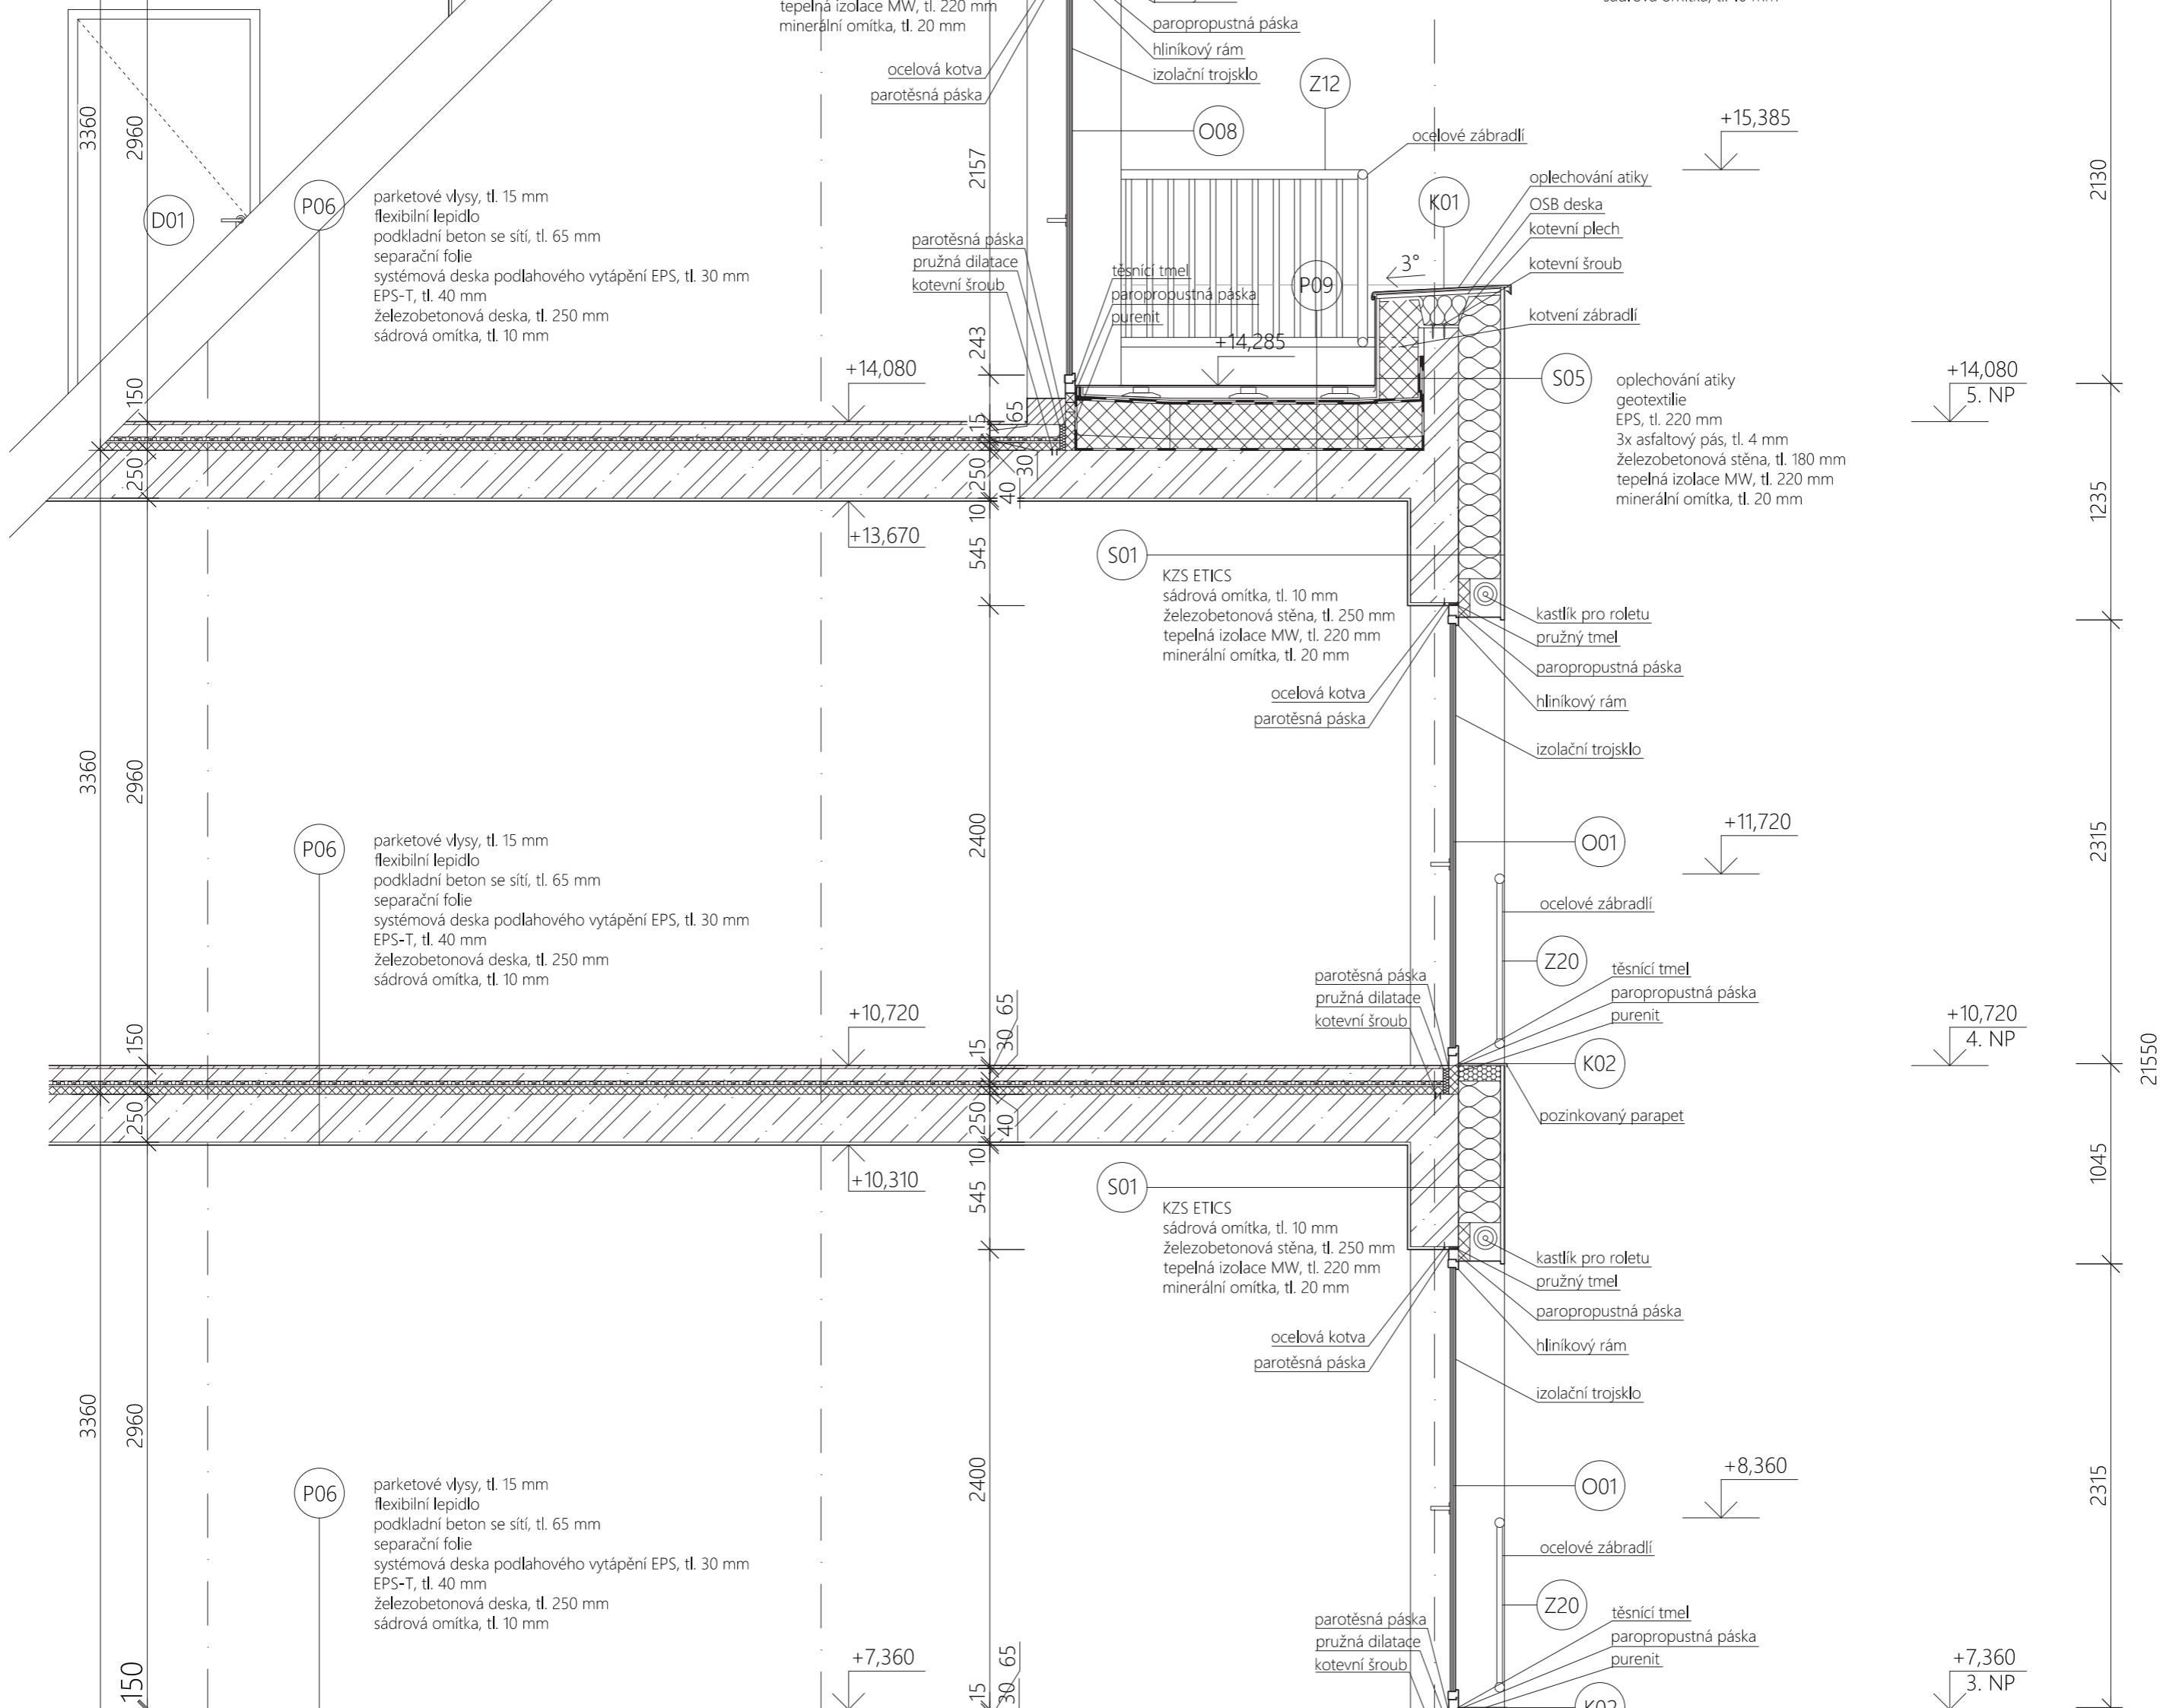 tepelná izolace MW, tl. 220 mm
minerální omítka, tl. 20 mm
paropropustná páska
hliníkový rám
izolační trojsklo
ocelová kotva
parotěsná páska
Z12
O08
ocelové zábradlí
+15,385
3360
2960
2157
2130
D01
P06
parketové vlysy, tl. 15 mm
flexibilní lepidlo
podkladní beton se sítí, tl. 65 mm
separační folie
systémová deska podlahového vytápění EPS, tl. 30 mm
EPS-T, tl. 40 mm
železobetonová deska, tl. 250 mm
sádrová omítka, tl. 10 mm
parotěsná páska
pružná dilatace
kotevní šroub
těsnící tmel
paropropustná páska
purenit
P09
3°
K01
oplechování atiky
OSB deska
kotevní plech
kotevní šroub
kotvení zábradlí
243
+14,285
+14,080
S05
oplechování atiky
geotextilie
EPS, tl. 220 mm
3x asfaltový pás, tl. 4 mm
železobetonová stěna, tl. 180 mm
tepelná izolace MW, tl. 220 mm
minerální omítka, tl. 20 mm
+14,080
5. NP
150
250
15
65
250
30
40
10
545
+13,670
1235
S01
KZS ETICS
sádrová omítka, tl. 10 mm
železobetonová stěna, tl. 250 mm
tepelná izolace MW, tl. 220 mm
minerální omítka, tl. 20 mm
ocelová kotva
parotěsná páska
kastlík pro roletu
pružný tmel
paropropustná páska
hliníkový rám
izolační trojsklo
3360
2960
2400
2315
O01
+11,720
ocelové zábradlí
Z20
P06
parketové vlysy, tl. 15 mm
flexibilní lepidlo
podkladní beton se sítí, tl. 65 mm
separační folie
systémová deska podlahového vytápění EPS, tl. 30 mm
EPS-T, tl. 40 mm
železobetonová deska, tl. 250 mm
sádrová omítka, tl. 10 mm
parotěsná páska
pružná dilatace
kotevní šroub
těsnící tmel
paropropustná páska
purenit
K02
pozinkovaný parapet
+10,720
+10,720
4. NP
21550
150
250
15
30
65
250
40
10
545
+10,310
1045
S01
KZS ETICS
sádrová omítka, tl. 10 mm
železobetonová stěna, tl. 250 mm
tepelná izolace MW, tl. 220 mm
minerální omítka, tl. 20 mm
ocelová kotva
parotěsná páska
kastlík pro roletu
pružný tmel
paropropustná páska
hliníkový rám
izolační trojsklo
3360
2960
2400
2315
O01
+8,360
ocelové zábradlí
Z20
P06
parketové vlysy, tl. 15 mm
flexibilní lepidlo
podkladní beton se sítí, tl. 65 mm
separační folie
systémová deska podlahového vytápění EPS, tl. 30 mm
EPS-T, tl. 40 mm
železobetonová deska, tl. 250 mm
sádrová omítka, tl. 10 mm
parotěsná páska
pružná dilatace
kotevní šroub
těsnící tmel
paropropustná páska
purenit
K02
+7,360
+7,360
3. NP
150
15
30
65